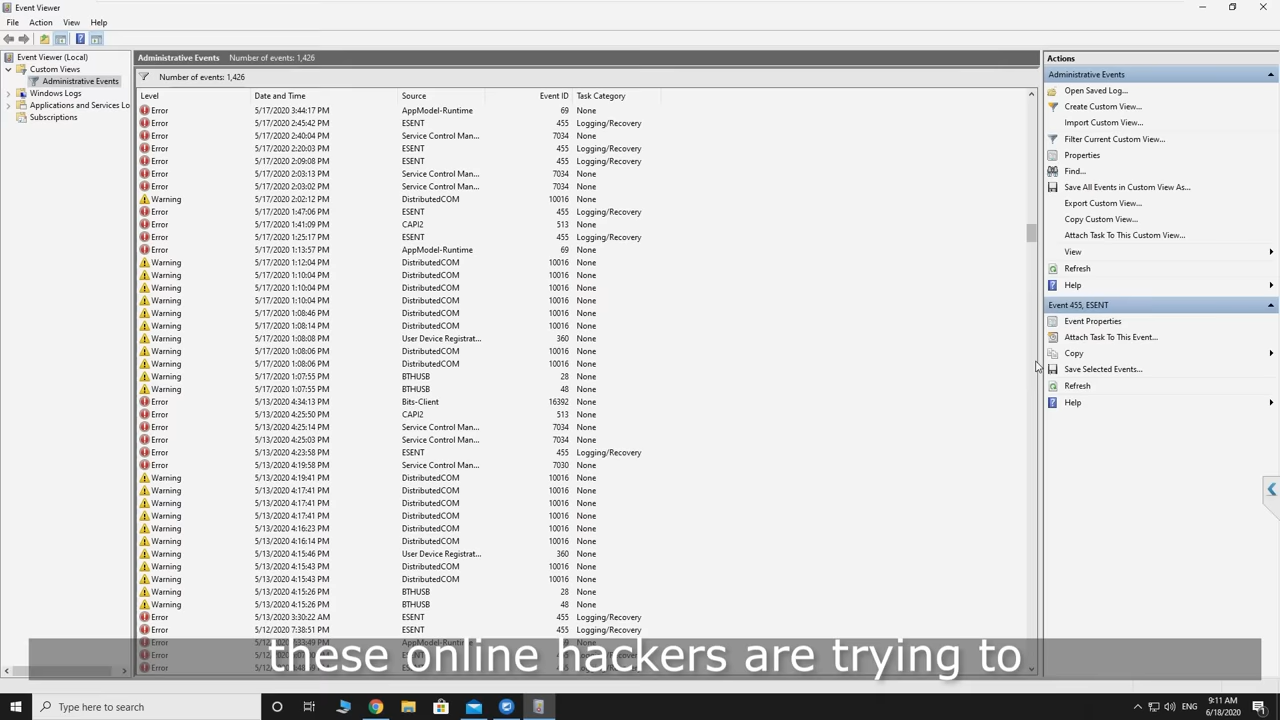 Event Viewer
File Action View Help
Event Viewer (Local)
Custom Views
Administrative Events
Windows Logs
Applications and Services Lo
Subscriptions
Administrative Events Number of events: 1,426
Number of events: 1,426
Level Date and Time Source Event ID Task Category
Error 5/17/2020 3:44:17 PM AppModel-Runtime 69 None
Error 5/17/2020 2:45:42 PM ESENT 455 Logging/Recovery
Error 5/17/2020 2:40:04 PM Service Control Man... 7034 None
Error 5/17/2020 2:20:03 PM ESENT 455 Logging/Recovery
Error 5/17/2020 2:09:08 PM ESENT 455 Logging/Recovery
Error 5/17/2020 2:03:13 PM Service Control Man... 7034 None
Error 5/17/2020 2:03:02 PM Service Control Man... 7034 None
Warning 5/17/2020 2:02:12 PM DistributedCOM 10016 None
Error 5/17/2020 1:47:06 PM ESENT 455 Logging/Recovery
Error 5/17/2020 1:41:09 PM CAPI2 513 None
Error 5/17/2020 1:25:17 PM ESENT 455 Logging/Recovery
Error 5/17/2020 1:13:57 PM AppModel-Runtime 69 None
Warning 5/17/2020 1:12:04 PM DistributedCOM 10016 None
Warning 5/17/2020 1:10:04 PM DistributedCOM 10016 None
Warning 5/17/2020 1:10:04 PM DistributedCOM 10016 None
Warning 5/17/2020 1:10:04 PM DistributedCOM 10016 None
Warning 5/17/2020 1:08:46 PM DistributedCOM 10016 None
Warning 5/17/2020 1:08:14 PM DistributedCOM 10016 None
Warning 5/17/2020 1:08:08 PM User Device Registrat... 360 None
Warning 5/17/2020 1:08:06 PM DistributedCOM 10016 None
Warning 5/17/2020 1:08:06 PM DistributedCOM 10016 None
Warning 5/17/2020 1:07:55 PM BTHUSB 28 None
Warning 5/17/2020 1:07:55 PM BTHUSB 48 None
Error 5/13/2020 4:34:13 PM Bits-Client 16392 None
Error 5/13/2020 4:25:50 PM CAPI2 513 None
Error 5/13/2020 4:25:14 PM Service Control Man... 7034 None
Error 5/13/2020 4:25:03 PM Service Control Man... 7034 None
Error 5/13/2020 4:23:58 PM ESENT 455 Logging/Recovery
Error 5/13/2020 4:19:58 PM Service Control Man... 7030 None
Warning 5/13/2020 4:19:41 PM DistributedCOM 10016 None
Warning 5/13/2020 4:17:41 PM DistributedCOM 10016 None
Warning 5/13/2020 4:17:41 PM DistributedCOM 10016 None
Warning 5/13/2020 4:17:41 PM DistributedCOM 10016 None
Warning 5/13/2020 4:16:23 PM DistributedCOM 10016 None
Warning 5/13/2020 4:16:14 PM DistributedCOM 10016 None
Warning 5/13/2020 4:15:46 PM User Device Registrat... 360 None
Warning 5/13/2020 4:15:43 PM DistributedCOM 10016 None
Warning 5/13/2020 4:15:43 PM DistributedCOM 10016 None
Warning 5/13/2020 4:15:26 PM BTHUSB 28 None
Warning 5/13/2020 4:15:26 PM BTHUSB 48 None
Error 5/13/2020 3:30:22 AM ESENT 455 Logging/Recovery
Error 5/12/2020 7:38:51 PM ESENT 455 Logging/Recovery
Error
Error
Error
these online hackers are trying to
Actions
Administrative Events
Open Saved Log...
Create Custom View...
Import Custom View...
Filter Current Custom View...
Properties
Find...
Save All Events in Custom View As...
Export Custom View...
Copy Custom View...
Attach Task To This Custom View...
View
Refresh
Help
Event 455, ESENT
Event Properties
Attach Task To This Event...
Copy
Save Selected Events...
Refresh
Help
Type here to search
ENG
9:11 AM
6/18/2020
1